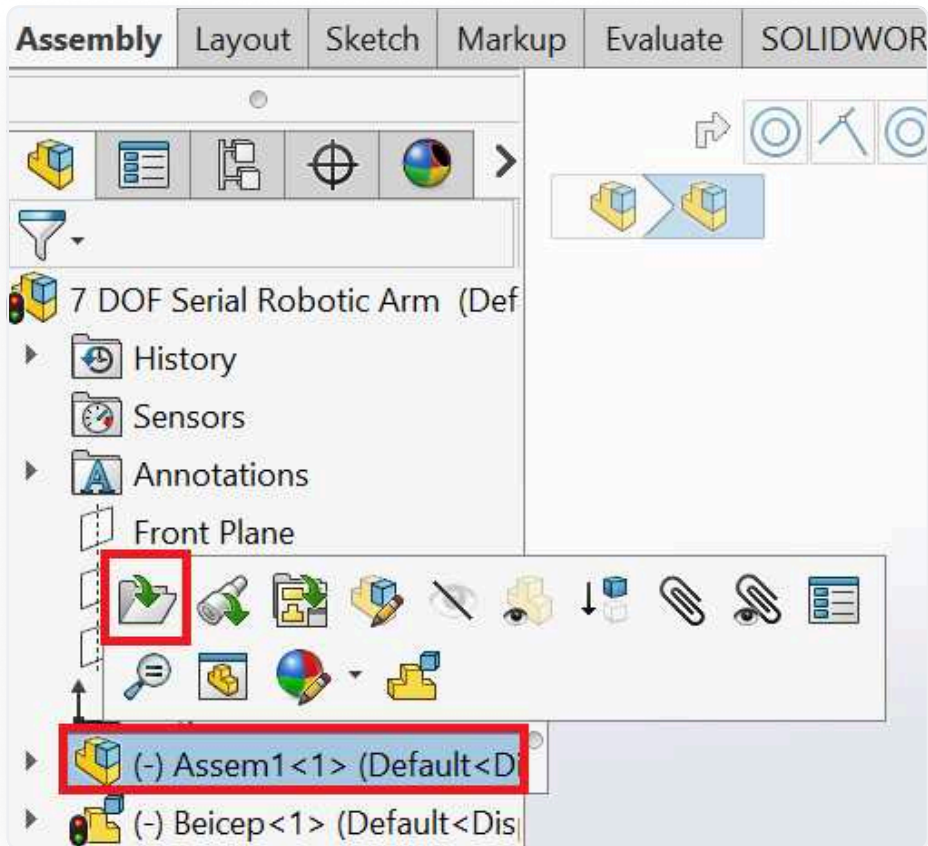 Assembly Layout Sketch Markup Evaluate SOLIDWOR
7 DOF Serial Robotic Arm (Def
History
Sensors
A Annotations
Front Plane
(-) Assem1<1> (Default<Di
(-) Beicep<1> (Default<Dis